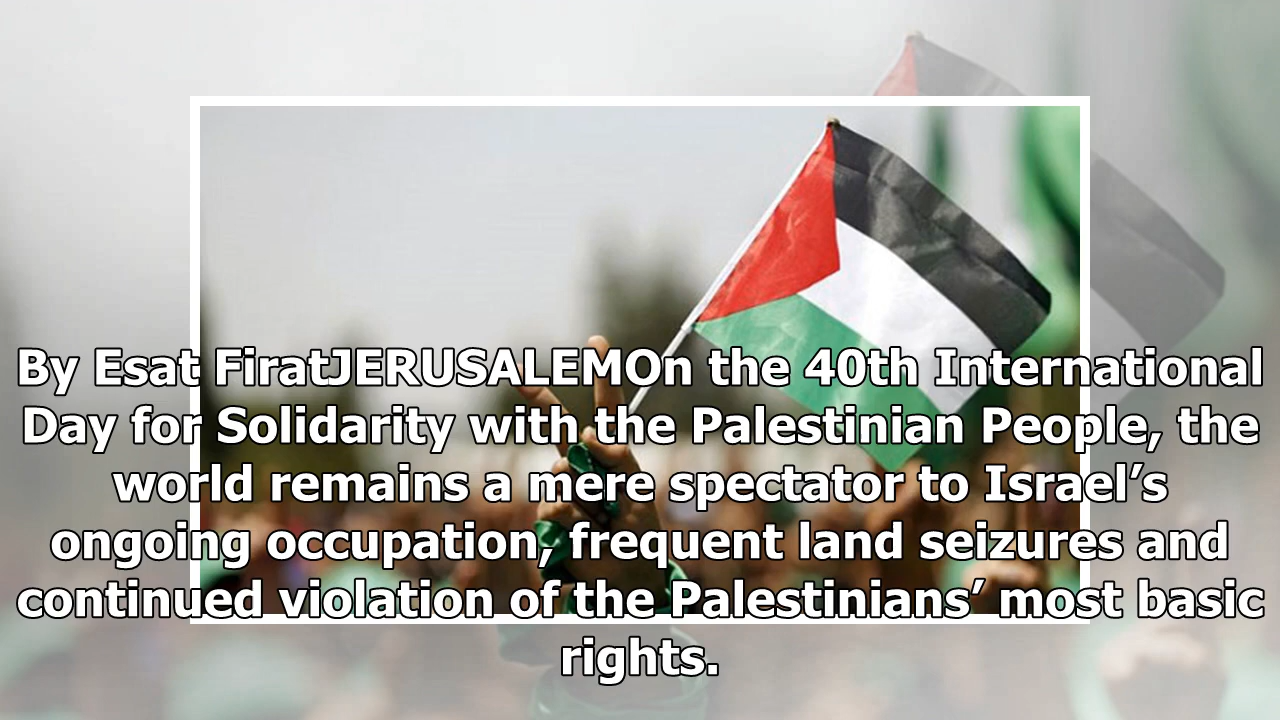 By Esat FiratJERUSALEMOn the 40th International
Day for Solidarity with the Palestinian People, the
world remains a mere spectator to Israel’s
ongoing occupation, frequent land seizures and
continued violation of the Palestinians’ most basic
rights.